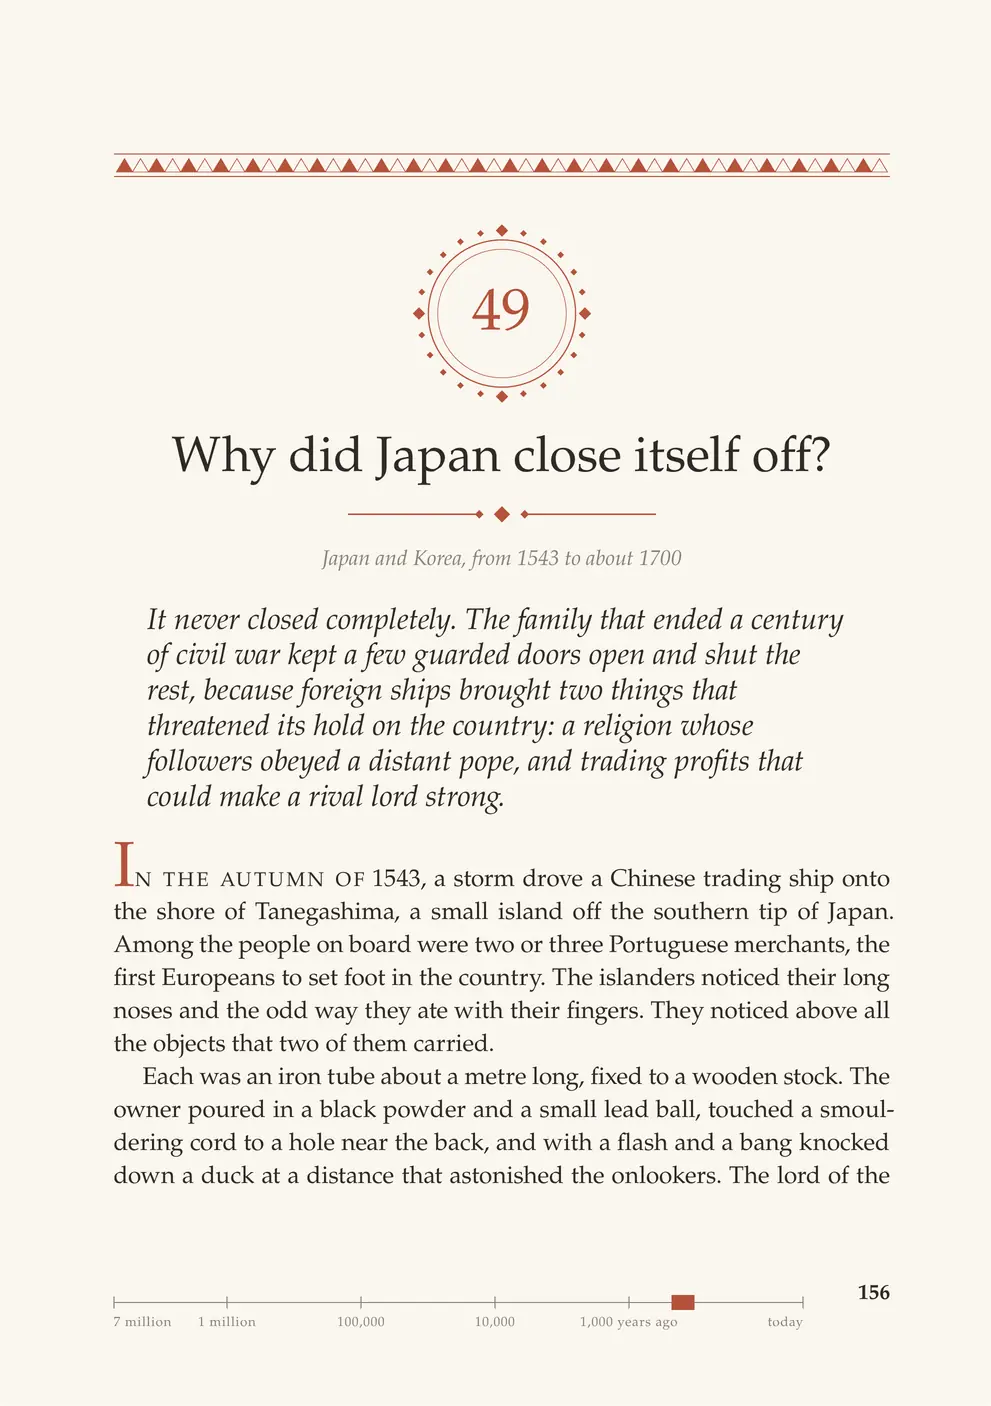 49
Why did Japan close itself off?
Japan and Korea, from 1543 to about 1700
It never closed completely. The family that ended a century
of civil war kept a few guarded doors open and shut the
rest, because foreign ships brought two things that
threatened its hold on the country: a religion whose
followers obeyed a distant pope, and trading profits that
could make a rival lord strong.
IN THE AUTUMN OF 1543, a storm drove a Chinese trading ship onto
the shore of Tanegashima, a small island off the southern tip of Japan.
Among the people on board were two or three Portuguese merchants, the
first Europeans to set foot in the country. The islanders noticed their long
noses and the odd way they ate with their fingers. They noticed above all
the objects that two of them carried.
Each was an iron tube about a metre long, fixed to a wooden stock. The
owner poured in a black powder and a small lead ball, touched a smoul-
dering cord to a hole near the back, and with a flash and a bang knocked
down a duck at a distance that astonished the onlookers. The lord of the
156
7 million 1 million 100,000 10,000 1,000 years ago today